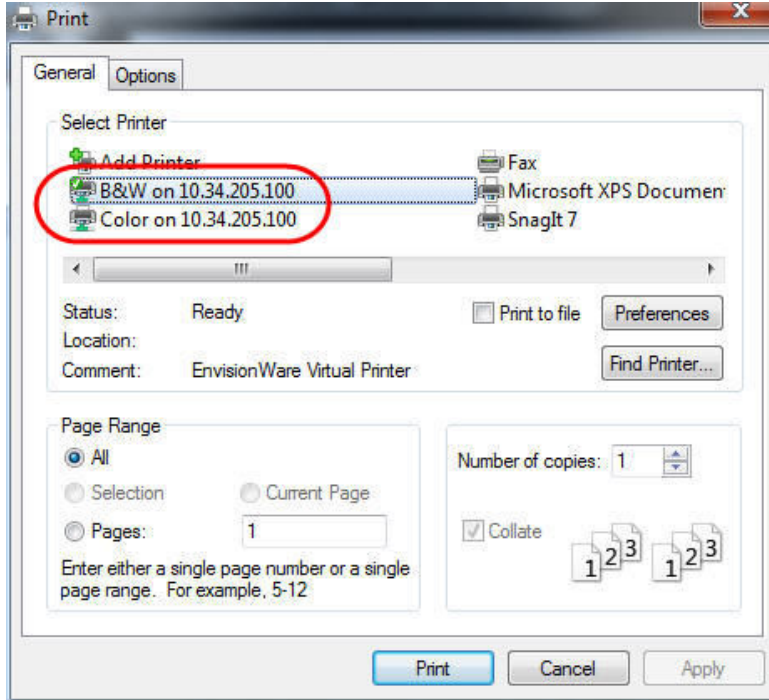 Print
General
Options
Select Printer
Add Printer
Fax
B&W on 10.34.205.100
Microsoft XPS Documen
Color on 10.34.205.100
SnagIt 7
Status:
Ready
Print to file
Preferences
Location:
Find Printer...
Comment:
EnvisionWare Virtual Printer
Page Range
All
Selection
Current Page
Pages:
1
Enter either a single page number or a single
page range. For example, 5-12
Number of copies:
1
Collate
1 2 3 1 2 3
Print
Cancel
Apply